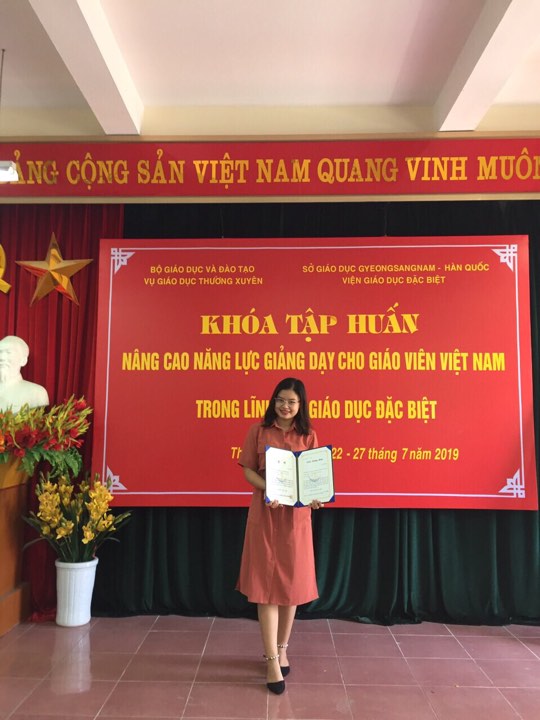 ẢNG CỘNG SẢN VIỆT NAM QUANG VINH MUÔN
BỘ GIÁO DỤC VÀ ĐÀO TẠO
VỤ GIÁO DỤC THƯỜNG XUYÊN
SỞ GIÁO DỤC GYEONGSANGNAM - HÀN QUỐC
VIỆN GIÁO DỤC ĐẶC BIỆT
KHÓA TẬP HUẤN
NÂNG CAO NĂNG LỰC GIẢNG DẠY CHO GIÁO VIÊN VIỆT NAM
TRONG LĨN GIÁO DỤC ĐẶC BIỆT
Th 22 - 27 tháng 7 năm 2019